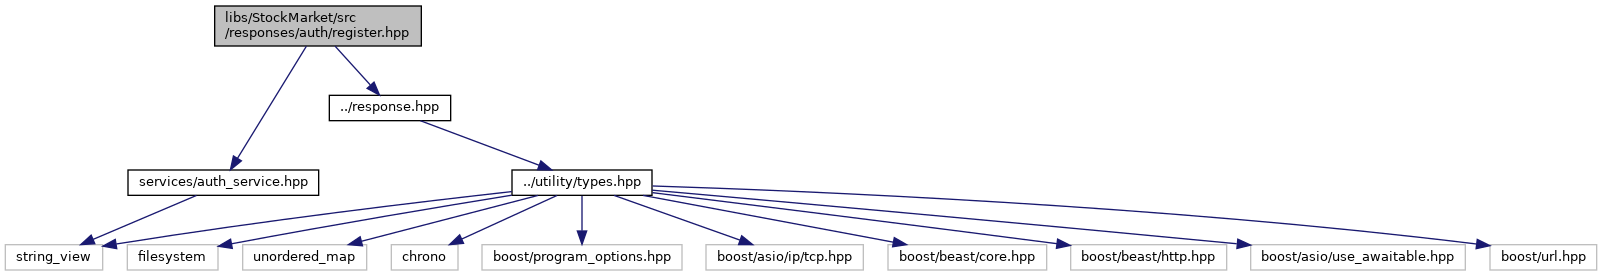 libs/StockMarket/src
/responses/auth/register.hpp
../response.hpp
services/auth_service.hpp
../utility/types.hpp
string_view
filesystem
unordered_map
chrono
boost/program_options.hpp
boost/asio/ip/tcp.hpp
boost/beast/core.hpp
boost/beast/http.hpp
boost/asio/use_awaitable.hpp
boost/url.hpp